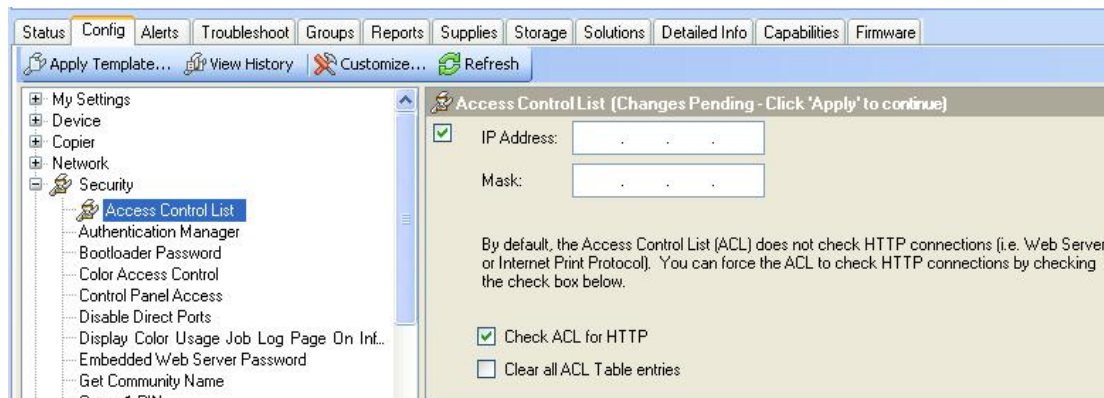 Status Config Alerts Troubleshoot Groups Reports Supplies Storage Solutions Detailed Info Capabilities Firmware
Apply Template... View History Customize... Refresh
My Settings
Device
Copier
Network
Security
Access Control List
Authentication Manager
Bootloader Password
Color Access Control
Control Panel Access
Disable Direct Ports
Display Color Usage Job Log Page On Inf...
Embedded Web Server Password
Get Community Name
Access Control List (Changes Pending - Click 'Apply' to continue)
IP Address: . . .
Mask: . . .
By default, the Access Control List (ACL) does not check HTTP connections (i.e. Web Server
or Internet Print Protocol). You can force the ACL to check HTTP connections by checking
the check box below.
Check ACL for HTTP
Clear all ACL Table entries